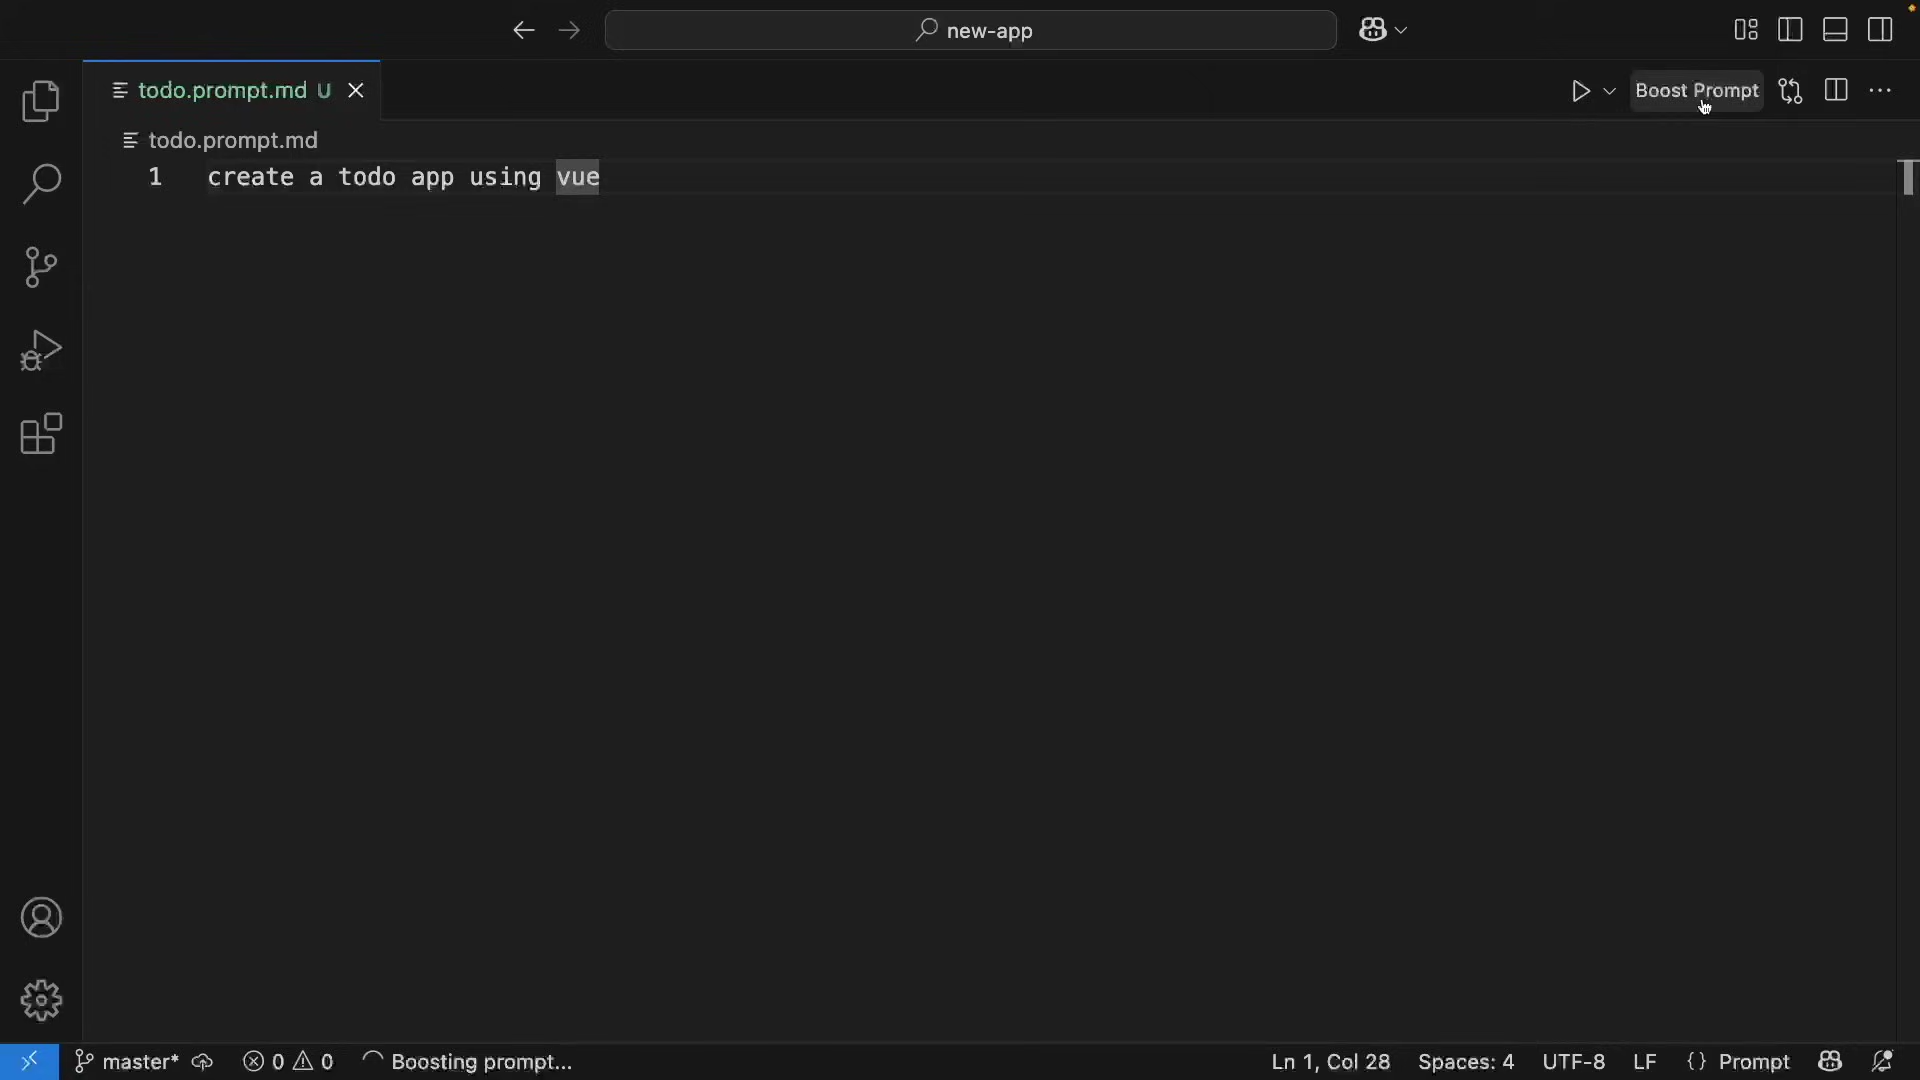 new-app
todo.prompt.md U
Boost Prompt
todo.prompt.md
1 create a todo app using vue
master* 0 0 Boosting prompt... Ln 1, Col 28 Spaces: 4 UTF-8 LF {} Prompt